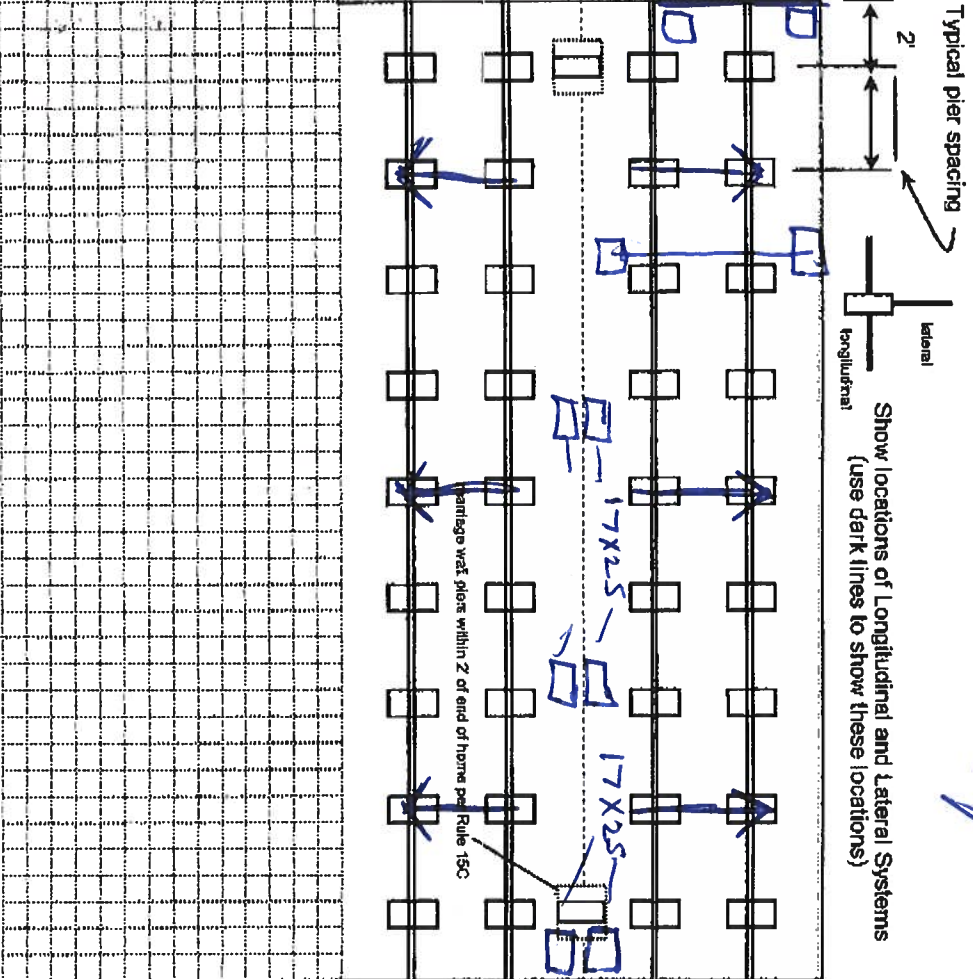 Typical pier spacing
2'
lateral
longitudinal
Show locations of Longitudinal and Lateral Systems
(use dark lines to show these locations)
17X25
17X25
marriage wall piers within 2' of end of home per Rule 15C